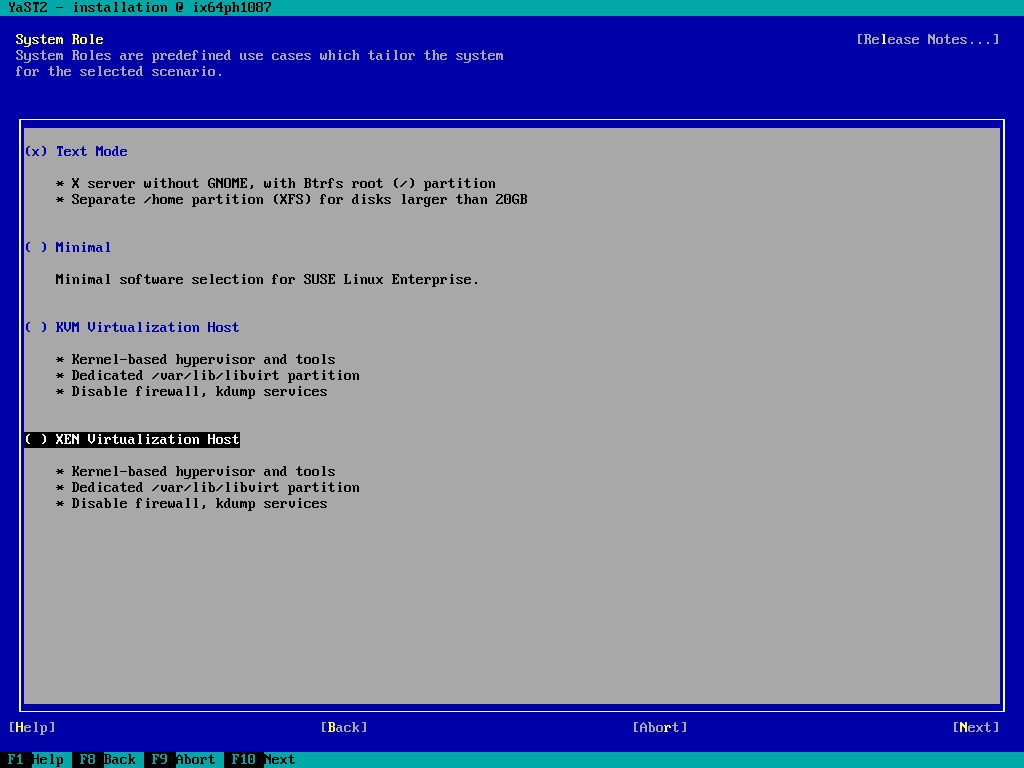 YaST2 - installation @ ix64ph1087
System Role [Release Notes...]
System Roles are predefined use cases which tailor the system
for the selected scenario.
(x) Text Mode
* X server without GNOME, with Btrfs root (/) partition
* Separate /home partition (XFS) for disks larger than 20GB
( ) Minimal
Minimal software selection for SUSE Linux Enterprise.
( ) KVM Virtualization Host
* Kernel-based hypervisor and tools
* Dedicated /var/lib/libvirt partition
* Disable firewall, kdump services
( ) XEN Virtualization Host
* Kernel-based hypervisor and tools
* Dedicated /var/lib/libvirt partition
* Disable firewall, kdump services
[Help] [Back] [Abort] [Next]
F1 Help F8 Back F9 Abort F10 Next